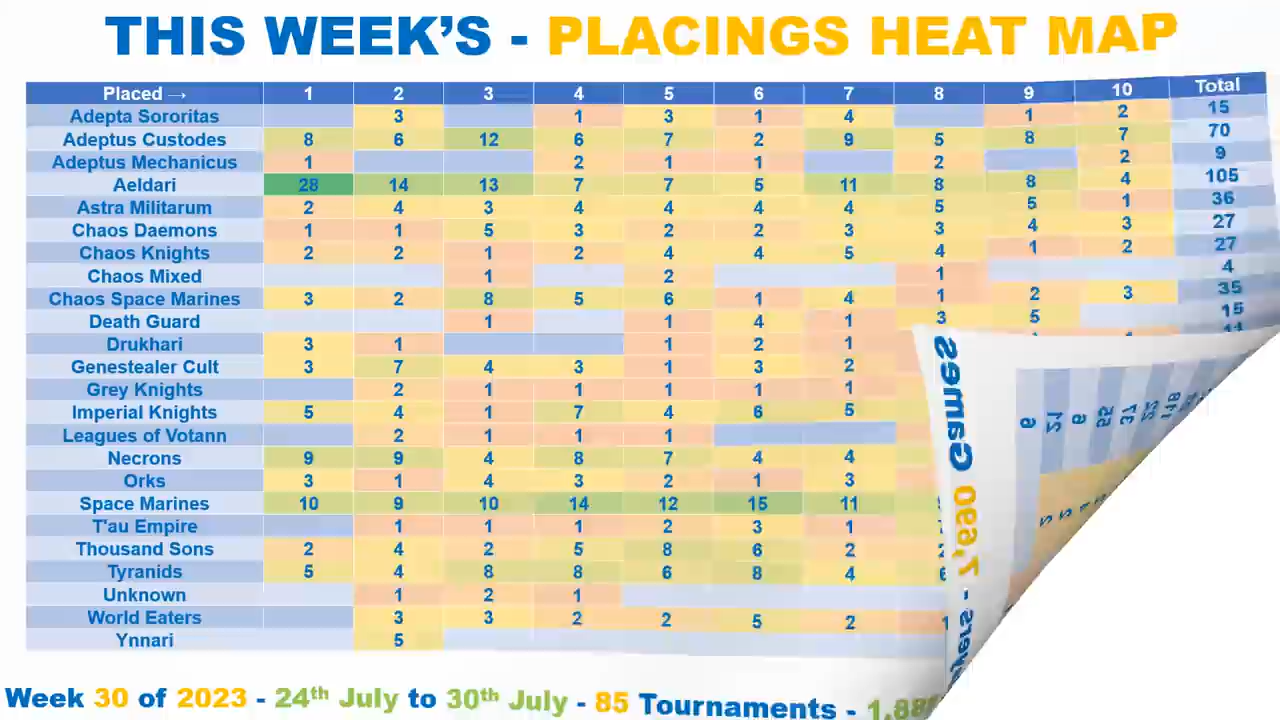 THIS WEEK'S - PLACINGS HEAT MAP
Placed → 1 2 3 4 5 6 7 8 9 10 Total
Adepta Sororitas 3 1 3 1 4 1 2 15
Adeptus Custodes 8 6 12 6 7 2 9 5 8 7 70
Adeptus Mechanicus 1 2 1 1 2 2 9
Aeldari 28 14 13 7 7 5 11 8 8 4 105
Astra Militarum 2 4 3 4 4 4 4 5 5 1 36
Chaos Daemons 1 1 5 3 2 2 3 3 4 3 27
Chaos Knights 2 2 1 2 4 4 5 4 1 2 27
Chaos Mixed 1 2 1 4
Chaos Space Marines 3 2 8 5 6 1 4 1 2 3 35
Death Guard 1 1 4 1 3 5 15
Drukhari 3 1 1 2 1
Genestealer Cult 3 7 4 3 1 3 2
Grey Knights 2 1 1 1 1 1
Imperial Knights 5 4 1 7 4 6 5
Leagues of Votann 2 1 1 1
Necrons 9 9 4 8 7 4 4
Orks 3 1 4 3 2 1 3
Space Marines 10 9 10 14 12 15 11
T'au Empire 1 1 1 2 3 1
Thousand Sons 2 4 2 5 8 6 2
Tyranids 5 4 8 8 6 8 4
Unknown 1 2 1
World Eaters 3 3 2 2 5 2
Ynnari 5
Week 30 of 2023 - 24th July to 30th July - 85 Tournaments -
7,690 Games